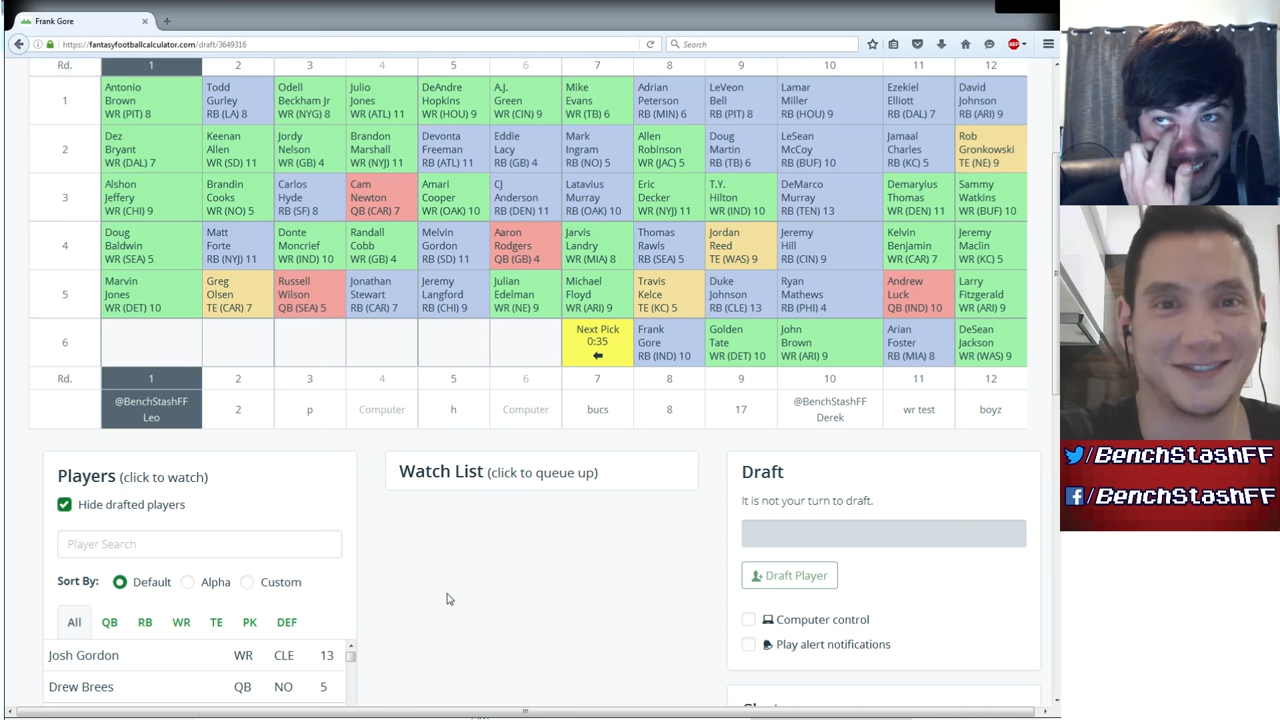 Frank Gore
https://fantasyfootballcalculator.com/draft/3649316
Search
ABP
Rd. 1 2 3 4 5 6 7 8 9 10 11 12
1
Antonio Brown WR (PIT) 8
Todd Gurley RB (LA) 8
Odell Beckham Jr WR (NYG) 8
Julio Jones WR (ATL) 11
DeAndre Hopkins WR (HOU) 9
A.J. Green WR (CIN) 9
Mike Evans WR (TB) 6
Adrian Peterson RB (MIN) 6
LeVeon Bell RB (PIT) 8
Lamar Miller RB (HOU) 9
Ezekiel Elliott RB (DAL) 7
David Johnson RB (ARI) 9
2
Dez Bryant WR (DAL) 7
Keenan Allen WR (SD) 11
Jordy Nelson WR (GB) 4
Brandon Marshall WR (NYJ) 11
Devonta Freeman RB (ATL) 11
Eddie Lacy RB (GB) 4
Mark Ingram RB (NO) 5
Allen Robinson WR (JAC) 5
Doug Martin RB (TB) 6
LeSean McCoy RB (BUF) 10
Jamaal Charles RB (KC) 5
Rob Gronkowski TE (NE) 9
3
Alshon Jeffery WR (CHI) 9
Brandin Cooks WR (NO) 5
Carlos Hyde RB (SF) 8
Cam Newton QB (CAR) 7
Amari Cooper WR (OAK) 10
CJ Anderson RB (DEN) 11
Latavius Murray RB (OAK) 10
Eric Decker WR (NYJ) 11
T.Y. Hilton WR (IND) 10
DeMarco Murray RB (TEN) 13
Demaryius Thomas WR (DEN) 11
Sammy Watkins WR (BUF) 10
4
Doug Baldwin WR (SEA) 5
Matt Forte RB (NYJ) 11
Donte Moncrief WR (IND) 10
Randall Cobb WR (GB) 4
Melvin Gordon RB (SD) 11
Aaron Rodgers QB (GB) 4
Jarvis Landry WR (MIA) 8
Thomas Rawls RB (SEA) 5
Jordan Reed TE (WAS) 9
Jeremy Hill RB (CIN) 9
Kelvin Benjamin WR (CAR) 7
Jeremy Maclin WR (KC) 5
5
Marvin Jones WR (DET) 10
Greg Olsen TE (CAR) 7
Russell Wilson QB (SEA) 5
Jonathan Stewart RB (CAR) 7
Jeremy Langford RB (CHI) 9
Julian Edelman WR (NE) 9
Michael Floyd WR (ARI) 9
Travis Kelce TE (KC) 5
Duke Johnson RB (CLE) 13
Ryan Mathews RB (PHI) 4
Andrew Luck QB (IND) 10
Larry Fitzgerald WR (ARI) 9
6
Next Pick 0:35
Frank Gore RB (IND) 10
Golden Tate WR (DET) 10
John Brown WR (ARI) 9
Arian Foster RB (MIA) 8
DeSean Jackson WR (WAS) 9
Rd. 1 2 3 4 5 6 7 8 9 10 11 12
@BenchStashFF Leo 2 p Computer h Computer bucs 8 17 @BenchStashFF Derek wr test boyz
Players (click to watch)
Hide drafted players
Player Search
Sort By: Default Alpha Custom
All QB RB WR TE PK DEF
Josh Gordon WR CLE 13
Drew Brees QB NO 5
Watch List (click to queue up)
Draft
It is not your turn to draft.
Draft Player
Computer control
Play alert notifications
/BenchStashFF
/BenchStashFF